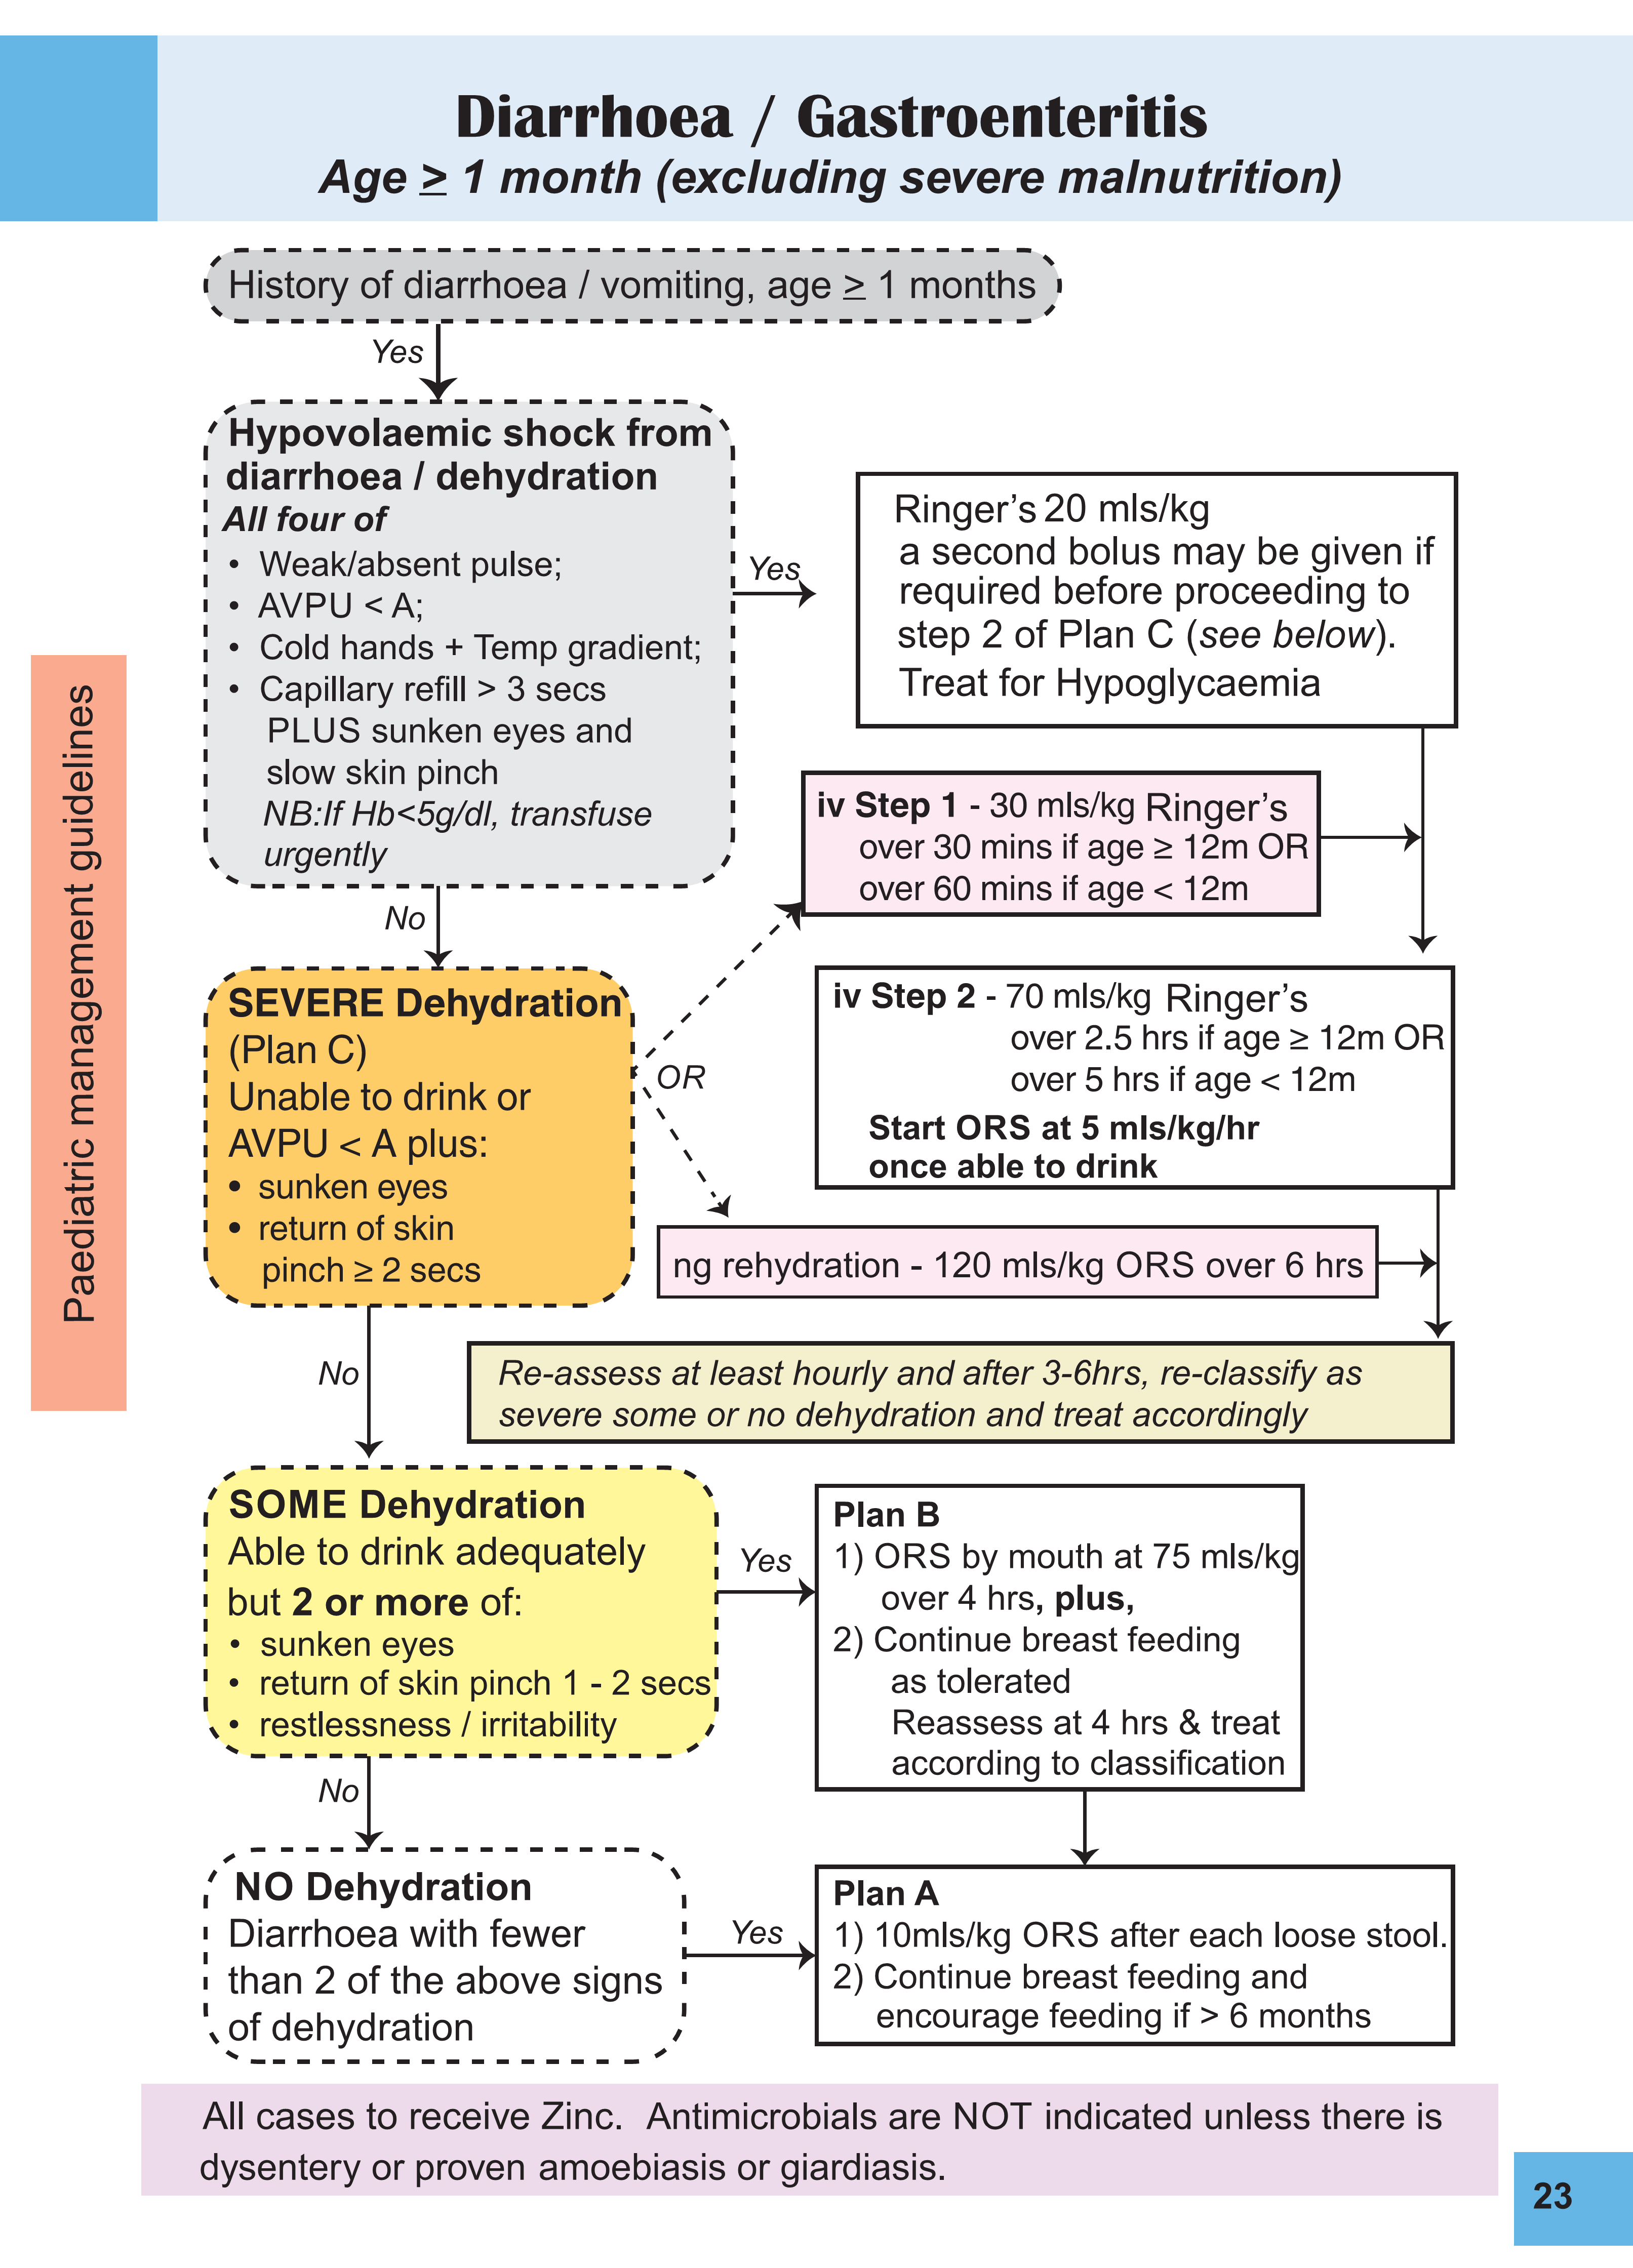 Diarrhoea / Gastroenteritis
Age ≥ 1 month (excluding severe malnutrition)
History of diarrhoea / vomiting, age ≥ 1 months
Yes
Hypovolaemic shock from
diarrhoea / dehydration
All four of
• Weak/absent pulse;
• AVPU < A;
• Cold hands + Temp gradient;
• Capillary refill > 3 secs
PLUS sunken eyes and
slow skin pinch
NB:If Hb<5g/dl, transfuse
urgently
Yes
Ringer's 20 mls/kg
a second bolus may be given if
required before proceeding to
step 2 of Plan C (see below).
Treat for Hypoglycaemia
No
SEVERE Dehydration
(Plan C)
Unable to drink or
AVPU < A plus:
• sunken eyes
• return of skin
pinch ≥ 2 secs
OR
iv Step 1 - 30 mls/kg Ringer's
over 30 mins if age ≥ 12m OR
over 60 mins if age < 12m
iv Step 2 - 70 mls/kg Ringer's
over 2.5 hrs if age ≥ 12m OR
over 5 hrs if age < 12m
Start ORS at 5 mls/kg/hr
once able to drink
ng rehydration - 120 mls/kg ORS over 6 hrs
Re-assess at least hourly and after 3-6hrs, re-classify as
severe some or no dehydration and treat accordingly
No
SOME Dehydration
Able to drink adequately
but 2 or more of:
• sunken eyes
• return of skin pinch 1 - 2 secs
• restlessness / irritability
Yes
Plan B
1) ORS by mouth at 75 mls/kg
over 4 hrs, plus,
2) Continue breast feeding
as tolerated
Reassess at 4 hrs & treat
according to classification
No
NO Dehydration
Diarrhoea with fewer
than 2 of the above signs
of dehydration
Yes
Plan A
1) 10mls/kg ORS after each loose stool.
2) Continue breast feeding and
encourage feeding if > 6 months
All cases to receive Zinc. Antimicrobials are NOT indicated unless there is
dysentery or proven amoebiasis or giardiasis.
Paediatric management guidelines
23